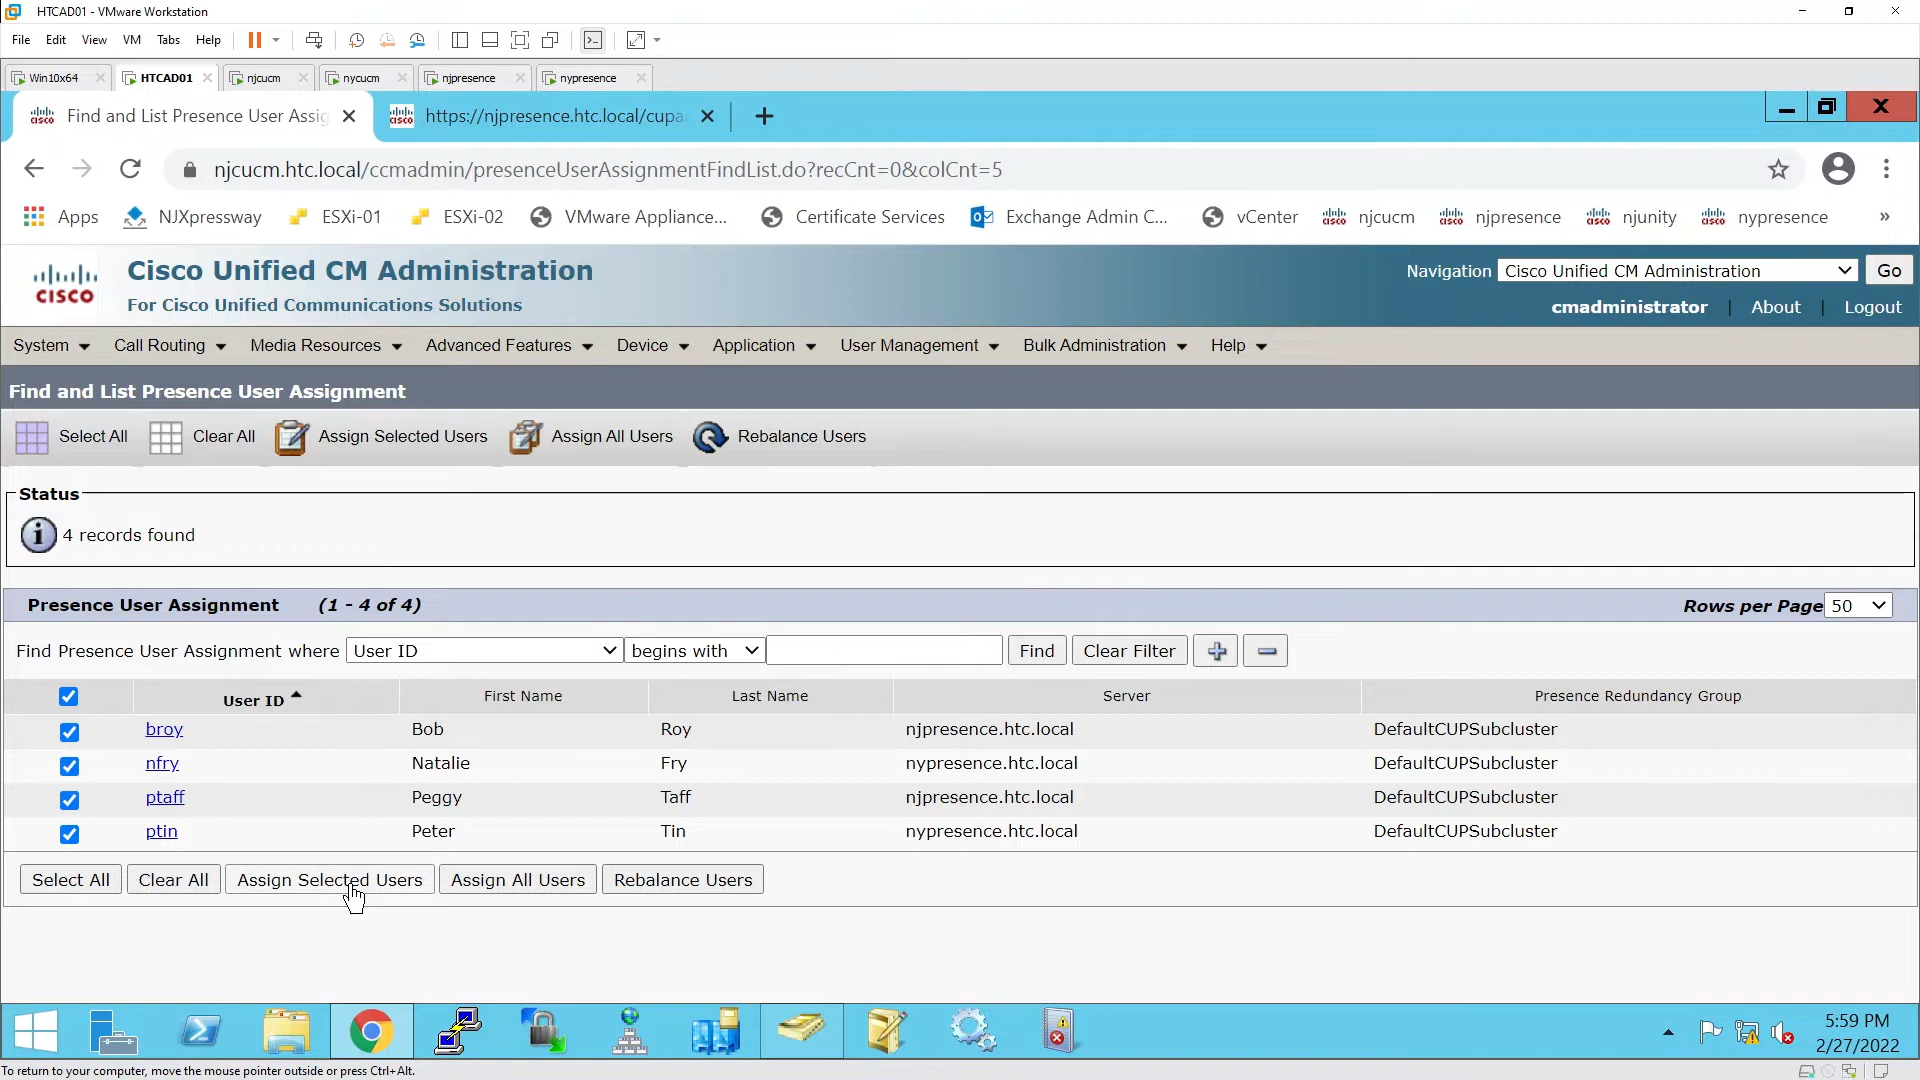 HTCAD01 - VMware Workstation
File Edit View VM Tabs Help
Win10x64 HTCAD01 njcucm nycucm njpresence nypresence
Find and List Presence User Assig https://njpresence.htc.local/cupa
njcucm.htc.local/ccmadmin/presenceUserAssignmentFindList.do?recCnt=0&colCnt=5
Apps NJXpressway ESXi-01 ESXi-02 VMware Appliance... Certificate Services Exchange Admin C... vCenter njcucm njpresence njunity nypresence »
cisco Cisco Unified CM Administration Navigation Cisco Unified CM Administration Go
For Cisco Unified Communications Solutions cmadministrator | About | Logout
System Call Routing Media Resources Advanced Features Device Application User Management Bulk Administration Help
Find and List Presence User Assignment
Select All Clear All Assign Selected Users Assign All Users Rebalance Users
Status
4 records found
Presence User Assignment (1 - 4 of 4) Rows per Page 50
Find Presence User Assignment where User ID begins with Find Clear Filter
User ID First Name Last Name Server Presence Redundancy Group
broy Bob Roy njpresence.htc.local DefaultCUPSubcluster
nfry Natalie Fry nypresence.htc.local DefaultCUPSubcluster
ptaff Peggy Taff njpresence.htc.local DefaultCUPSubcluster
ptin Peter Tin nypresence.htc.local DefaultCUPSubcluster
Select All Clear All Assign Selected Users Assign All Users Rebalance Users
5:59 PM
2/27/2022
To return to your computer, move the mouse pointer outside or press Ctrl+Alt.